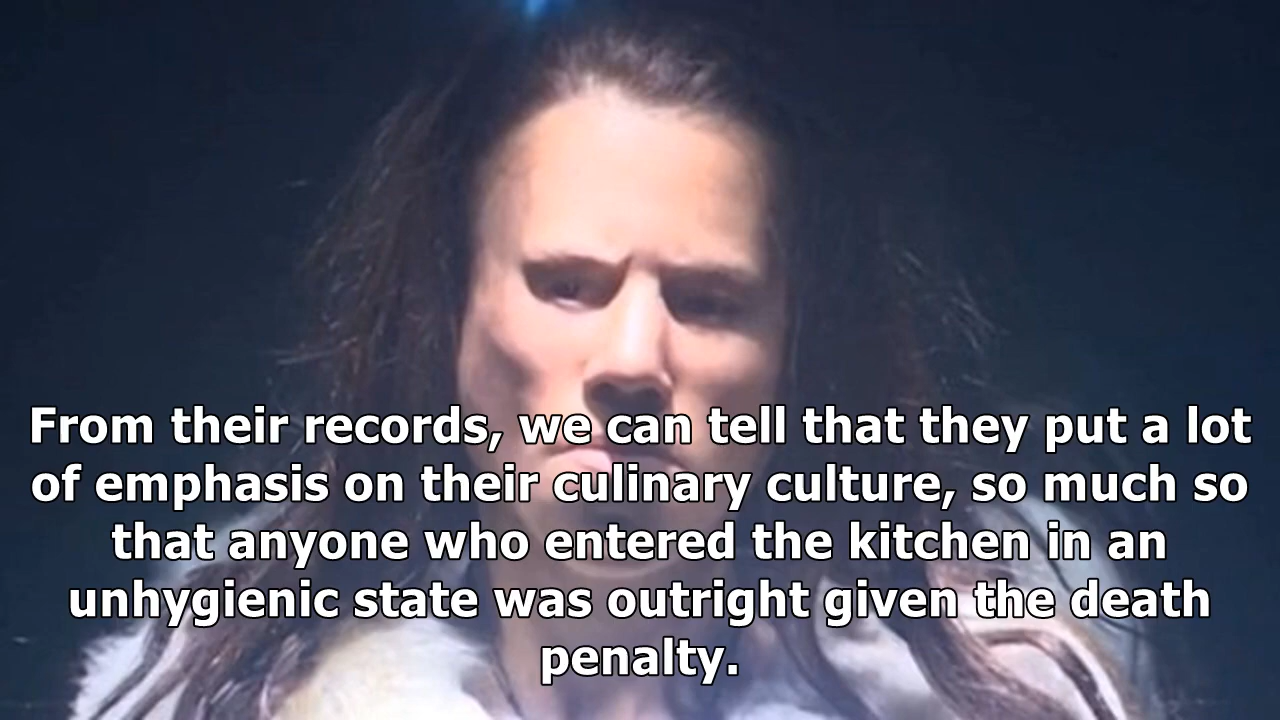 From their records, we can tell that they put a lot
of emphasis on their culinary culture, so much so
that anyone who entered the kitchen in an
unhygienic state was outright given the death
penalty.